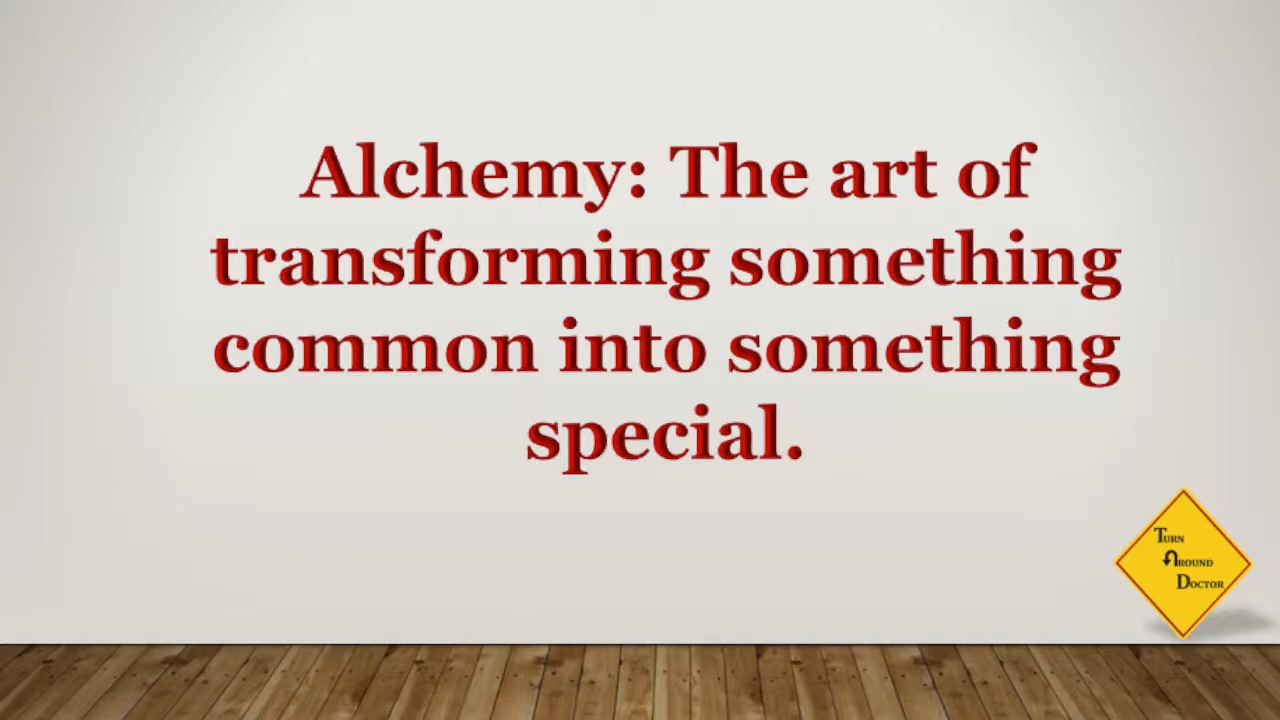 Alchemy: The art of
transforming something
common into something
special.
TURN
AROUND
DOCTOR